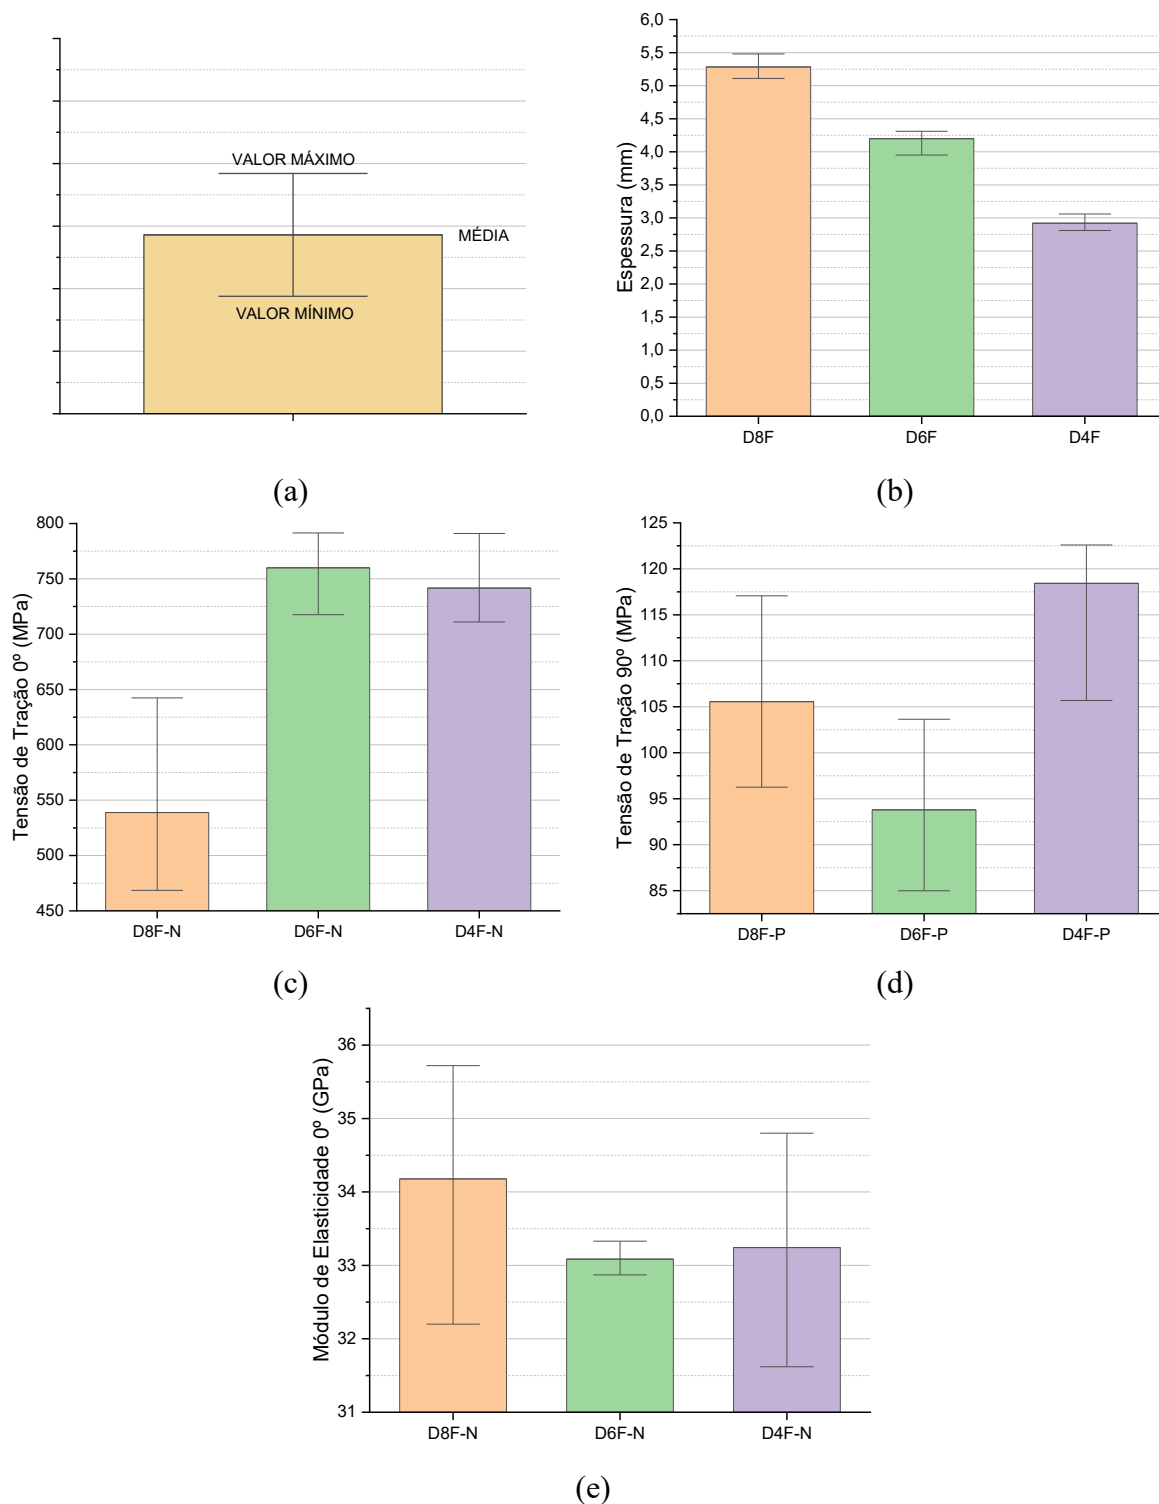 VALOR MÁXIMO
MÉDIA
VALOR MÍNIMO
(a)
6,0
5,5
5,0
4,5
4,0
3,5
3,0
2,5
2,0
1,5
1,0
0,5
0,0
Espessura (mm)
D8F D6F D4F
(b)
800
750
700
650
600
550
500
450
Tensão de Tração 0º (MPa)
D8F-N D6F-N D4F-N
(c)
125
120
115
110
105
100
95
90
85
Tensão de Tração 90º (MPa)
D8F-P D6F-P D4F-P
(d)
36
35
34
33
32
31
Módulo de Elasticidade 0º (GPa)
D8F-N D6F-N D4F-N
(e)